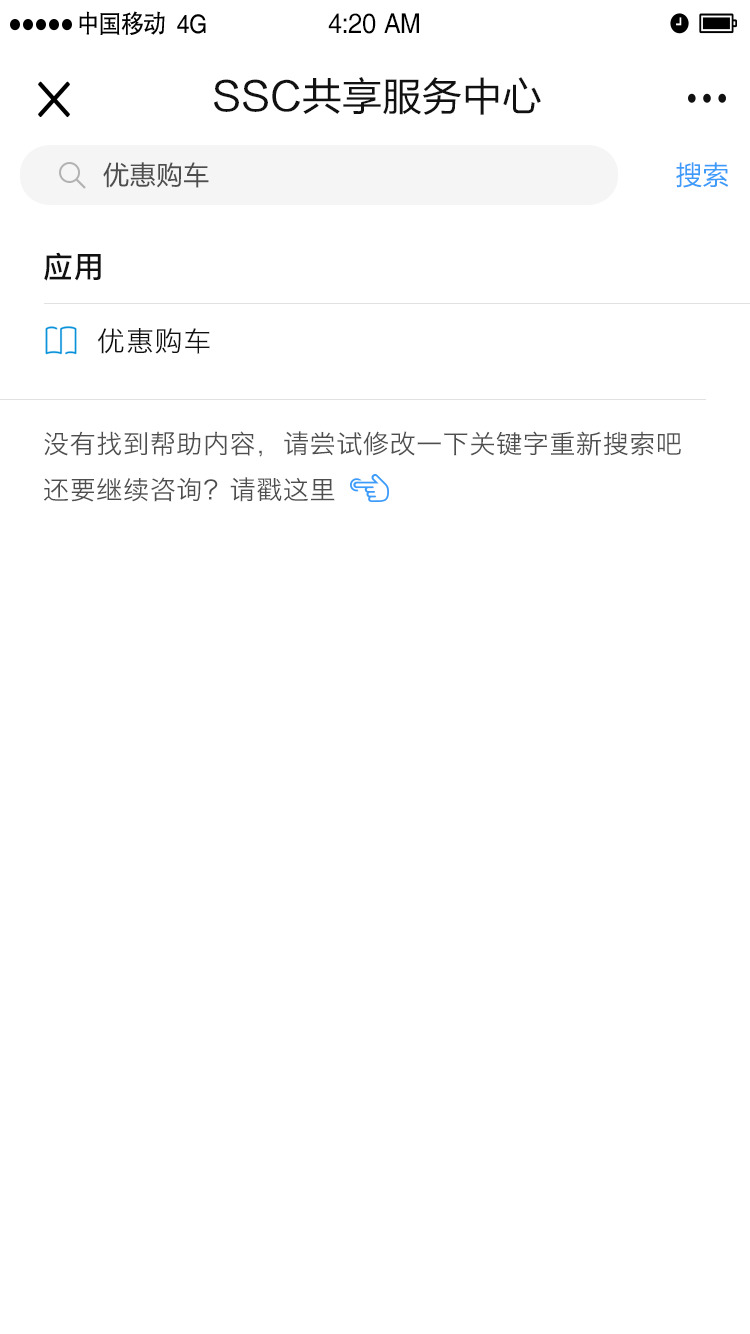 中国移动 4G 4:20 AM
SSC共享服务中心
优惠购车 搜索
应用
优惠购车
没有找到帮助内容，请尝试修改一下关键字重新搜索吧
还要继续咨询？请戳这里